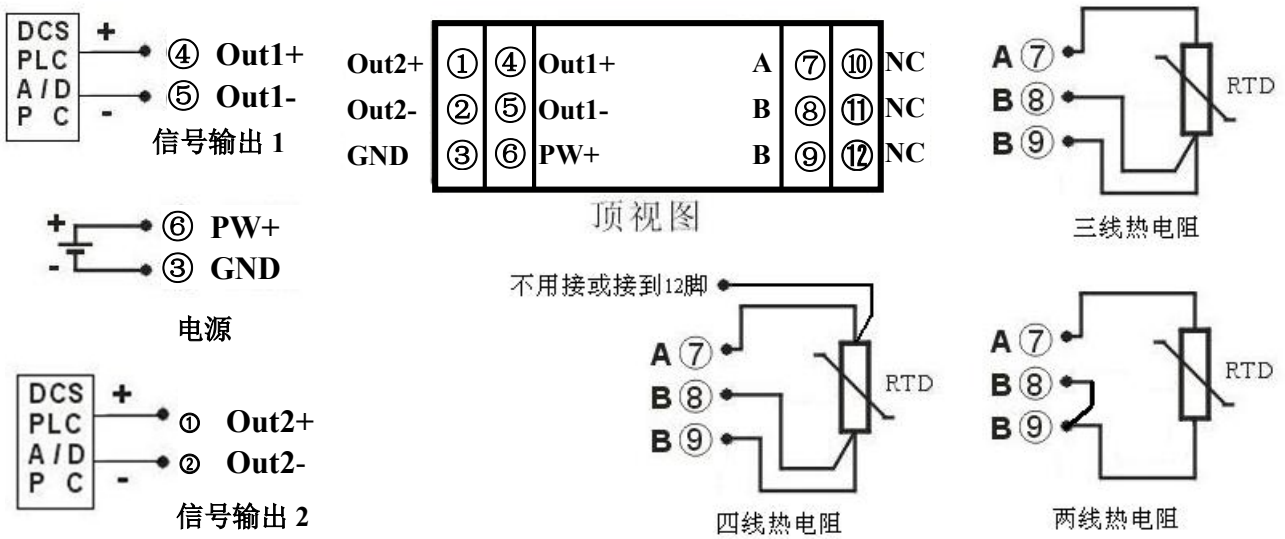 DCS
PLC
A/D
P C
+
-
④ Out1+
⑤ Out1-
信号输出 1
+
-
⑥ PW+
③ GND
电源
DCS
PLC
A/D
P C
+
-
① Out2+
② Out2-
信号输出 2
Out2+ ① ④ Out1+ A ⑦ ⑩ NC
Out2- ② ⑤ Out1- B ⑧ ⑪ NC
GND ③ ⑥ PW+ B ⑨ ⑫ NC
顶视图
A ⑦
B ⑧
B ⑨
RTD
三线热电阻
不用接或接到12脚
A ⑦
B ⑧
B ⑨
RTD
四线热电阻
A ⑦
B ⑧
B ⑨
RTD
两线热电阻